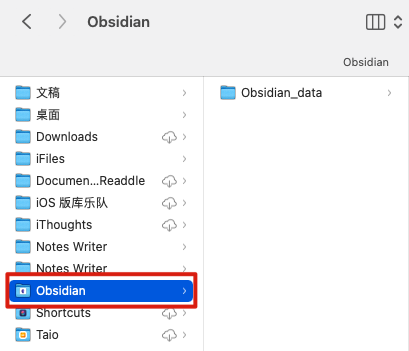 Obsidian
Obsidian
文稿
桌面
Downloads
iFiles
Documen...Readdle
iOS 版库乐队
iThoughts
Notes Writer
Notes Writer
Obsidian
Shortcuts
Taio
Obsidian_data